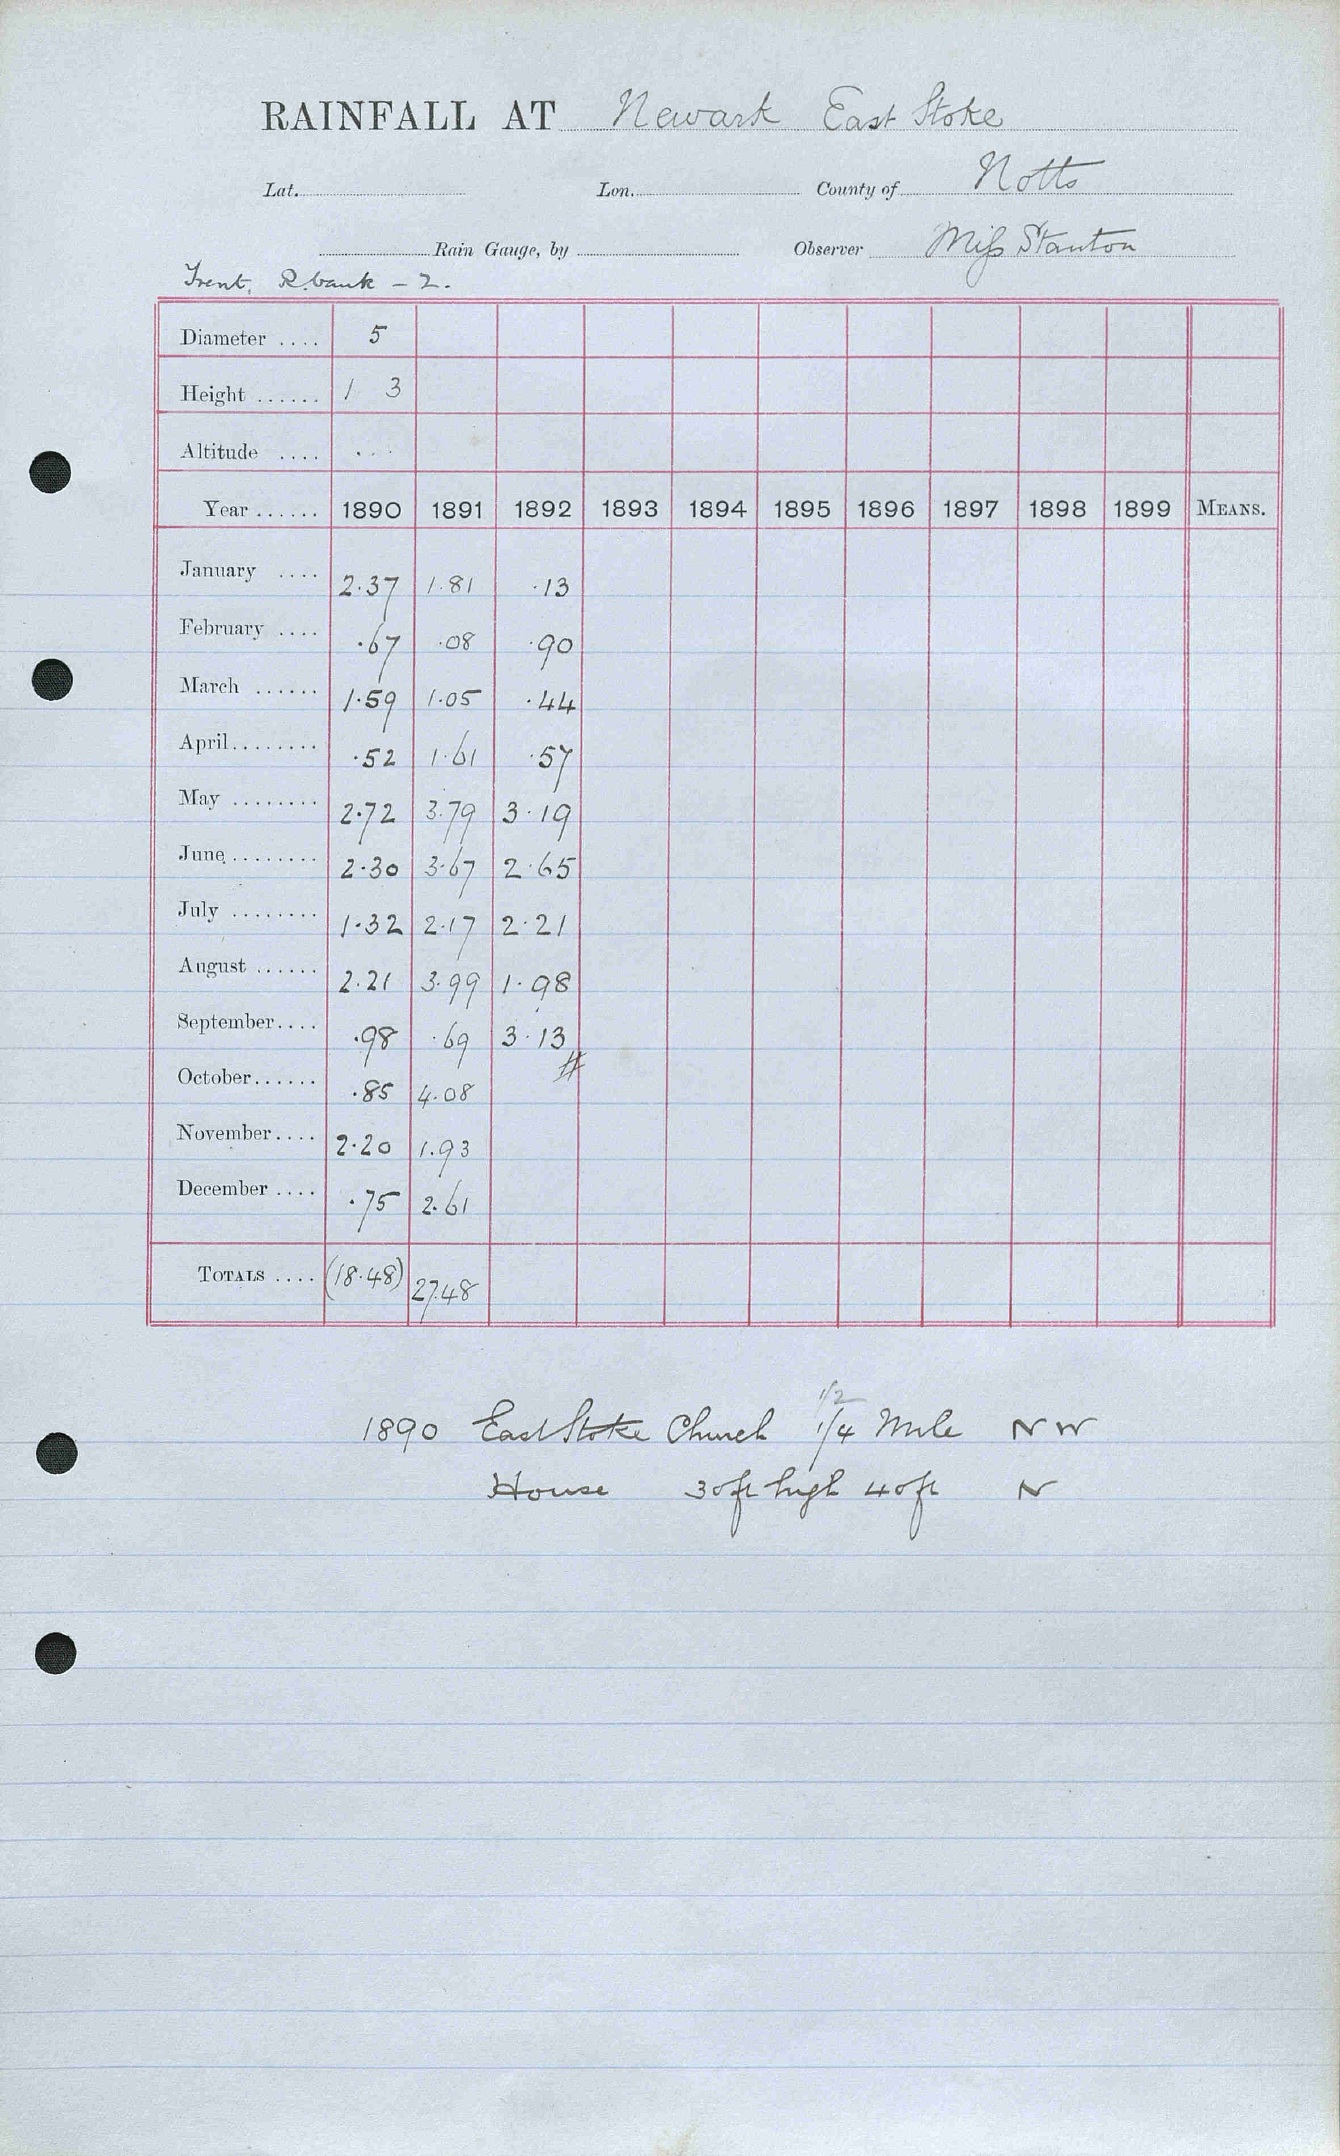 RAINFALL AT Newark East Stoke
Lat. Lon. County of Notts
Rain Gauge, by Observer Miss Stanton
Trent, R. bank - 2.
Diameter .... 5
Height ...... 1 3
Altitude .... ...
Year ...... 1890 1891 1892 1893 1894 1895 1896 1897 1898 1899 MEANS.
January .... 2.37 1.81 .13
February .... .67 .08 .90
March ...... 1.59 1.05 .44
April........ .52 1.61 .57
May ........ 2.72 3.79 3.19
June ........ 2.30 3.67 2.65
July ........ 1.32 2.17 2.21
August ...... 2.21 3.99 1.98
September.... .98 .69 3.13
October...... .85 4.08
November.... 2.20 1.93
December .... .75 2.61
TOTALS .... (18.48) 27.48
1/2
1890 East Stoke Church 1/4 Mile NW
House 30ft high 40ft N